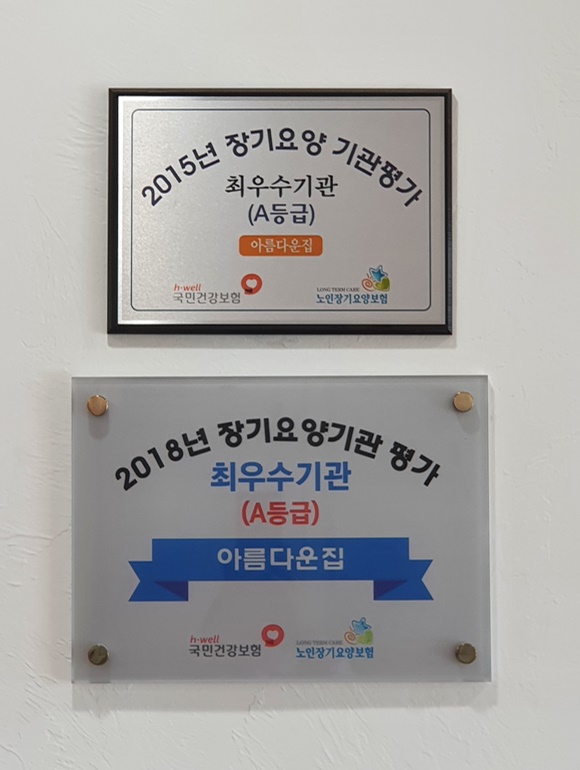 2015년 장기요양 기관평가
최우수기관
(A등급)
아름다운집
h·well
국민건강보험
LONG TERM CARE
노인장기요양보험
2018년 장기요양기관 평가
최우수기관
(A등급)
아름다운집
h·well
국민건강보험
LONG TERM CARE
노인장기요양보험